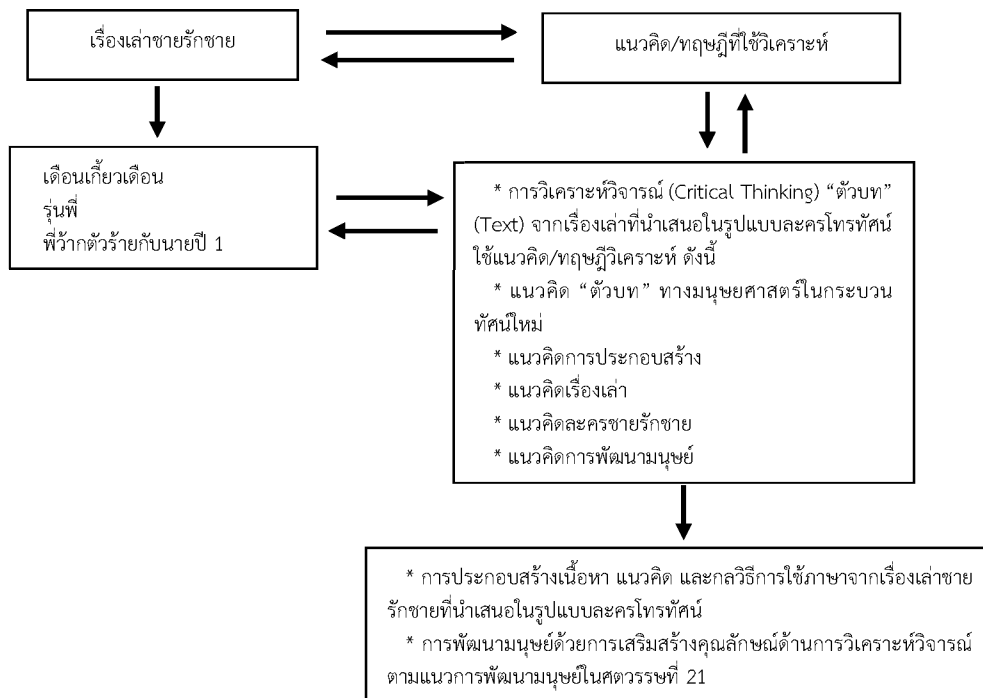 เรื่องเล่าชายรักชาย
แนวคิด/ทฤษฎีที่ใช้วิเคราะห์
เดือนเกี้ยวเดือน
รุ่นพี่
พี่ว้ากตัวร้ายกับนายปี 1
* การวิเคราะห์วิจารณ์ (Critical Thinking) “ตัวบท”
(Text) จากเรื่องเล่าที่นำเสนอในรูปแบบละครโทรทัศน์
ใช้แนวคิด/ทฤษฎีวิเคราะห์ ดังนี้
* แนวคิด “ตัวบท” ทางมนุษยศาสตร์ในกระบวน
ทัศน์ใหม่
* แนวคิดการประกอบสร้าง
* แนวคิดเรื่องเล่า
* แนวคิดละครชายรักชาย
* แนวคิดการพัฒนามนุษย์
* การประกอบสร้างเนื้อหา แนวคิด และกลวิธีการใช้ภาษาจากเรื่องเล่าชาย
รักชายที่นำเสนอในรูปแบบละครโทรทัศน์
* การพัฒนามนุษย์ด้วยการเสริมสร้างคุณลักษณ์ด้านการวิเคราะห์วิจารณ์
ตามแนวการพัฒนามนุษย์ในศตวรรษที่ 21